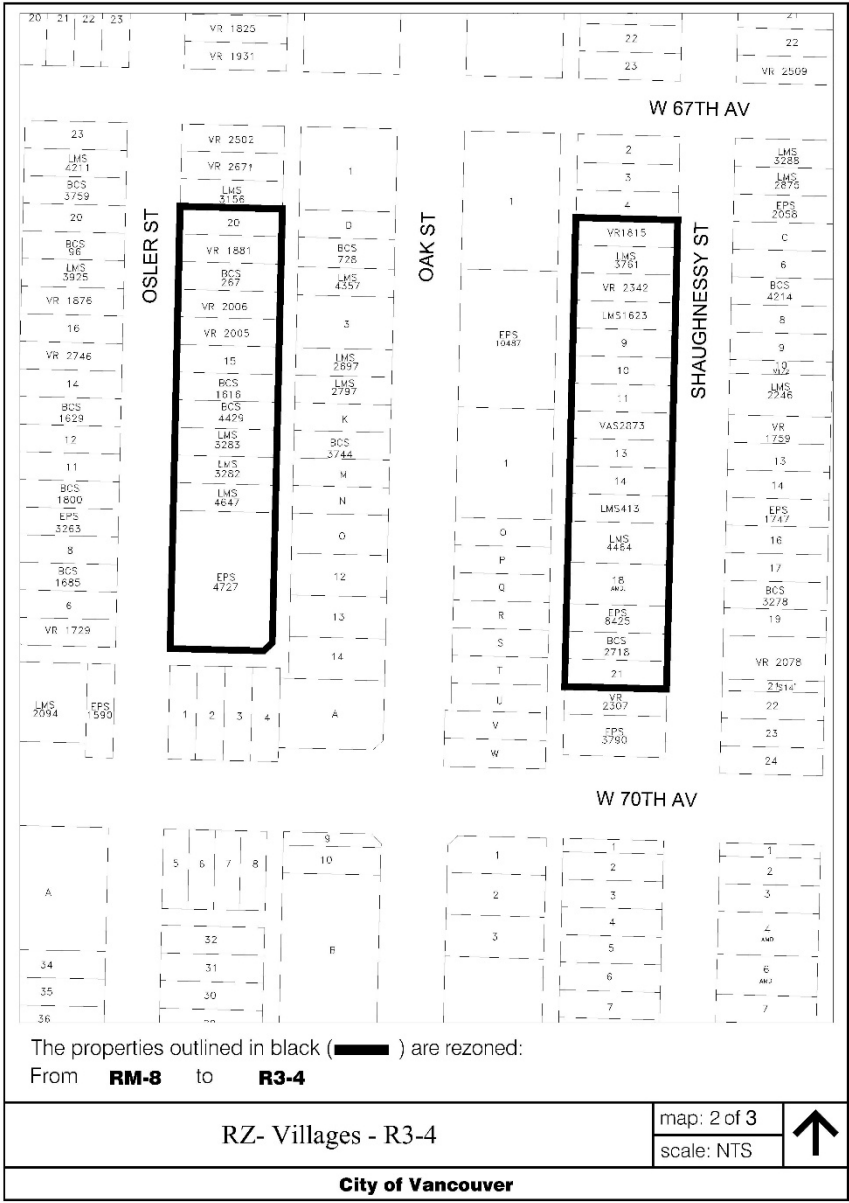 20 21 22 23
VR 1825
VR 1931
22
23
21
22
VR 2509
W 67TH AV
23
LMS
4211
BCS
3759
20
BCS
96
LMS
3925
VR 1876
16
VR 2746
14
BCS
1629
12
11
BCS
1800
EPS
3263
8
BCS
1685
6
VR 1729
LMS
2094
EPS
1590
OSLER ST
VR 2502
VR 2671
LMS
3156
20
VR 1881
BCS
267
VR 2006
VR 2005
15
BCS
1616
BCS
4429
LMS
3283
LMS
3282
LMS
4647
EPS
4727
1 2 3 4
1
D
BCS
728
LMS
4357
3
LMS
2897
LMS
2797
K
BCS
3744
M
N
O
12
13
14
A
OAK ST
1
EPS
10487
1
O
P
Q
R
S
T
U
V
W
2
3
4
VR1815
LMS
3761
VR 2342
LMS1623
9
10
11
VAS2873
13
14
LMS413
LMS
4464
18
AMD.
EPS
8425
BCS
2718
21
VR
2307
EPS
3790
SHAUGHNESSY ST
LMS
3288
LMS
2875
EPS
2058
C
6
BCS
4214
8
9
19
LMS
2246
VR
1759
13
14
EPS
1747
16
17
BCS
3278
19
VR 2078
22
23
24
W 70TH AV
A
34
35
36
5 6 7 8
32
31
30
9
10
B
1
2
3
1
2
3
4
5
6
7
1
2
3
4
AMD
6
AMD
7
The properties outlined in black ( ) are rezoned:
From RM-8 to R3-4
RZ- Villages - R3-4
map: 2 of 3
scale: NTS
City of Vancouver